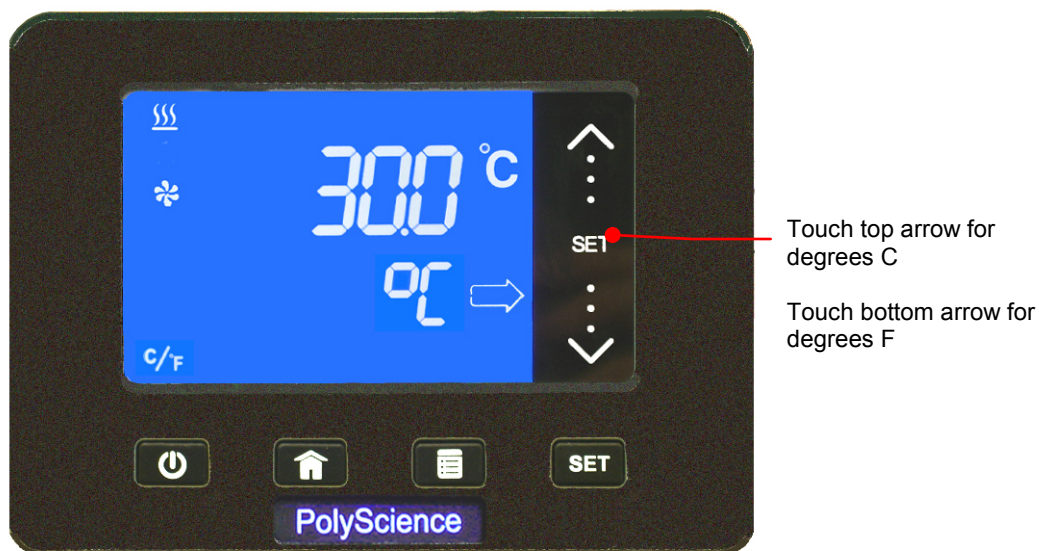 30.0 °C
SET
Touch top arrow for
degrees C
°C
Touch bottom arrow for
degrees F
C/°F
SET
PolyScience